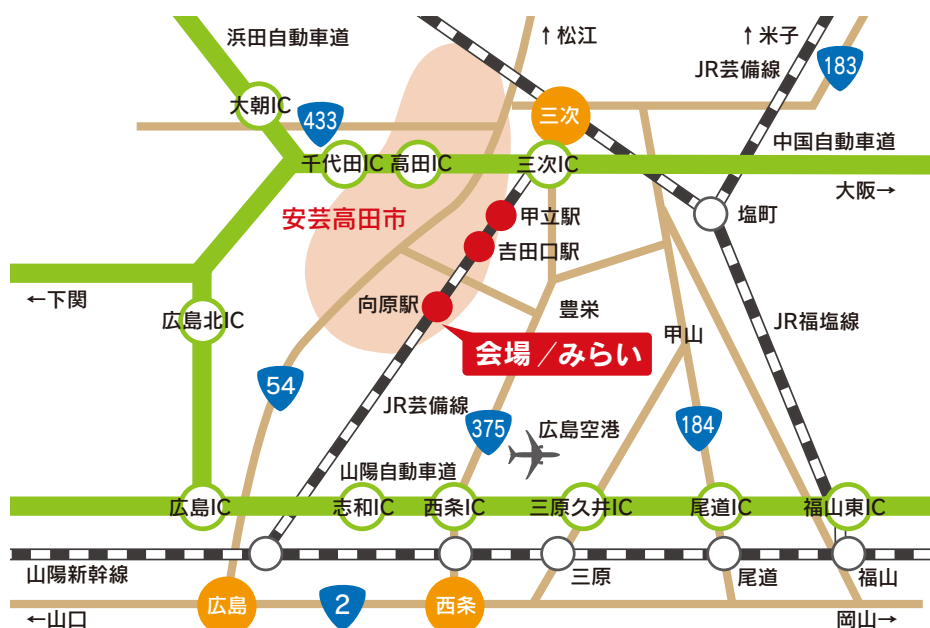 浜田自動車道
↑松江
↑米子
JR芸備線
183
大朝IC
433
三次
中国自動車道
千代田IC
高田IC
三次IC
大阪→
安芸高田市
甲立駅
塩町
吉田口駅
←下関
向原駅
豊栄
広島北IC
JR福塩線
甲山
会場／みらい
54
JR芸備線
375
広島空港
184
山陽自動車道
広島IC
志和IC
西条IC
三原久井IC
尾道IC
福山東IC
山陽新幹線
三原
尾道
福山
広島
2
西条
←山口
岡山→